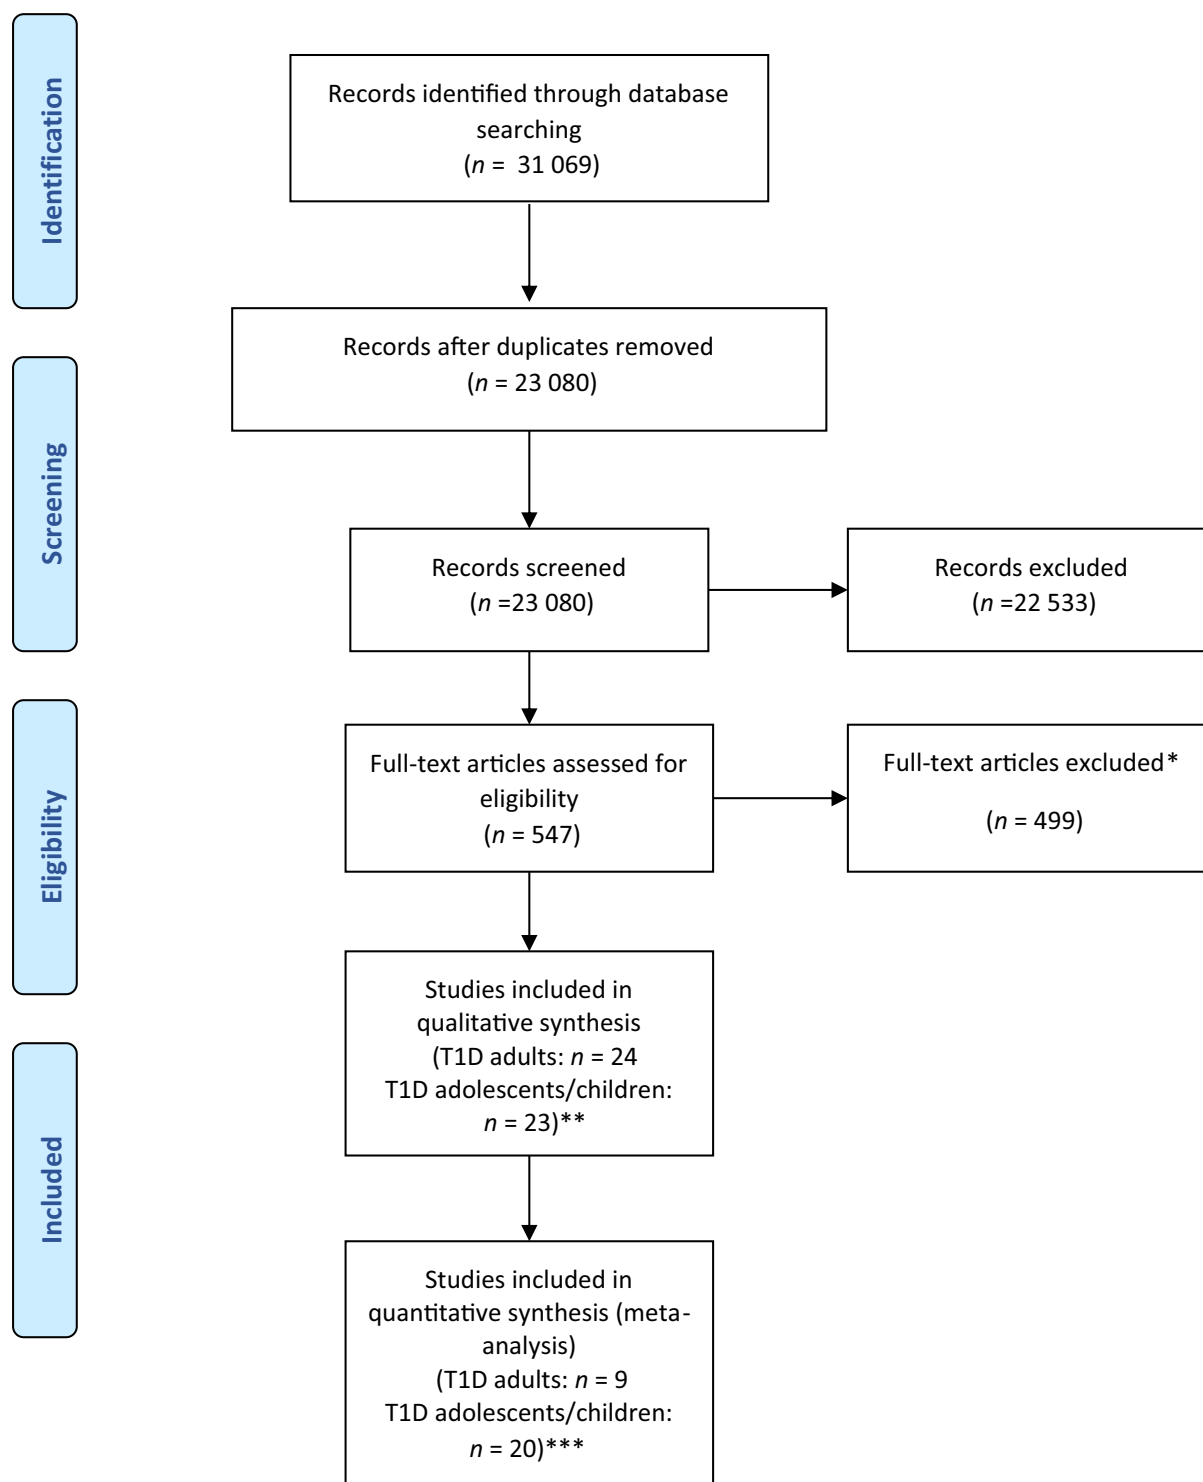 Identification
Records identified through database
searching
(n =  31 069)
Records after duplicates removed
(n = 23 080)
Screening
Records screened
(n =23 080)
Records excluded
(n =22 533)
Eligibility
Full-text articles assessed for
eligibility
(n = 547)
Full-text articles excluded*
(n = 499)
Studies included in
qualitative synthesis
(T1D adults: n = 24
T1D adolescents/children:
n = 23)**
Included
Studies included in
quantitative synthesis (meta-
analysis)
(T1D adults: n = 9
T1D adolescents/children:
n = 20)***